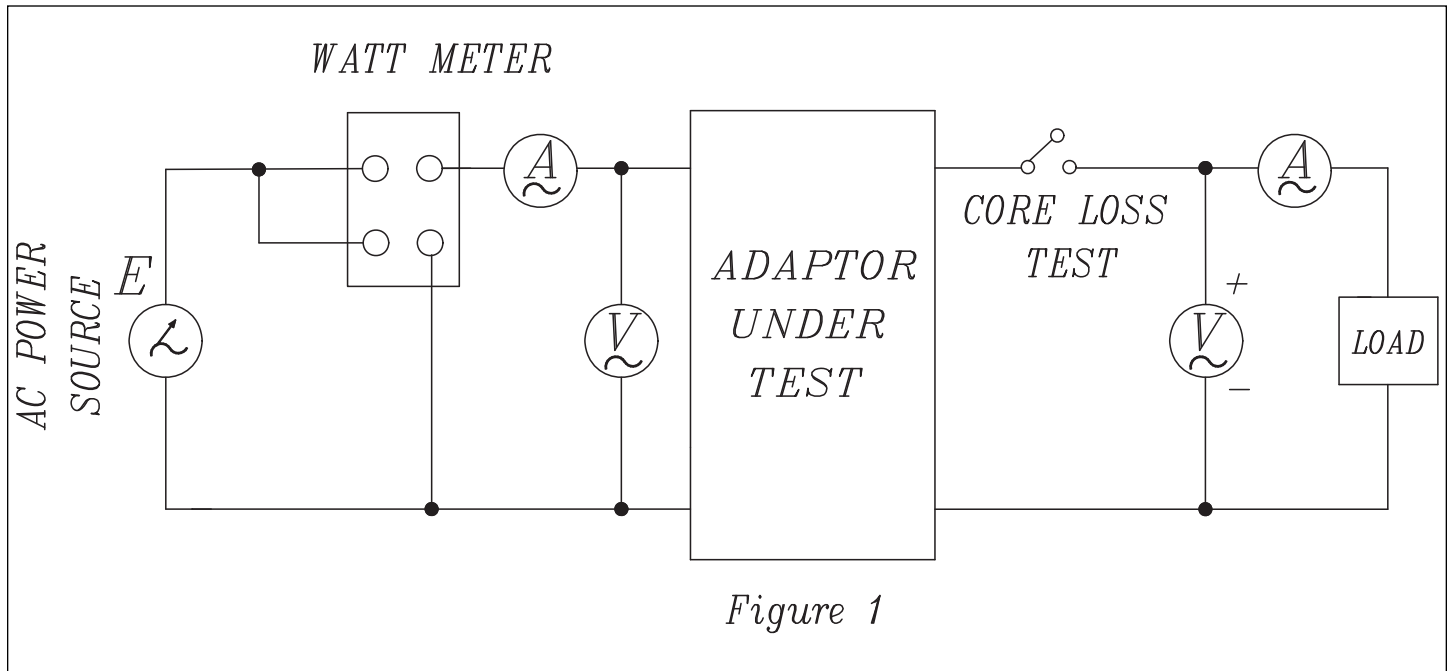 WATT METER
AC POWER
SOURCE
E
A
V
ADAPTOR
UNDER
TEST
CORE LOSS
TEST
A
+
V
−
LOAD
Figure 1